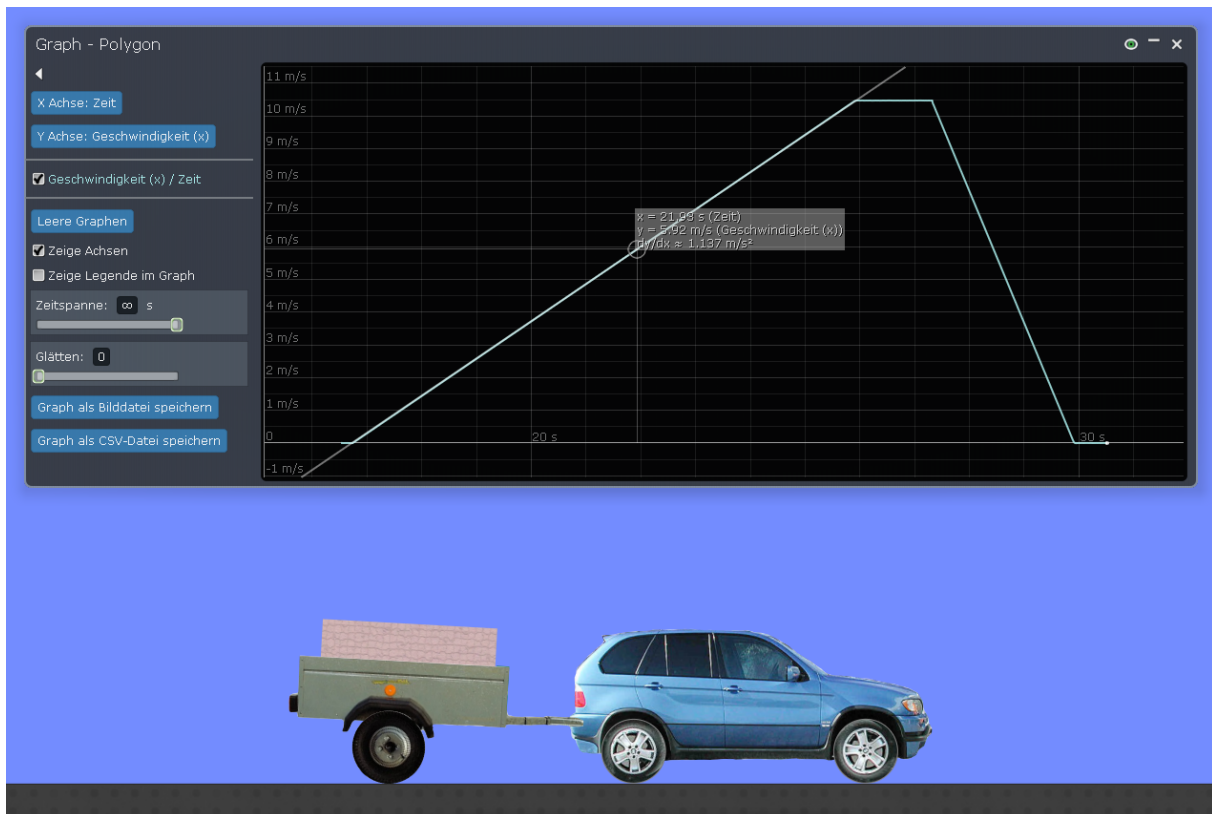 Graph - Polygon
X Achse: Zeit
Y Achse: Geschwindigkeit (x)
Geschwindigkeit (x) / Zeit
Leere Graphen
Zeige Achsen
Zeige Legende im Graph
Zeitspanne: ∞ s
Glätten: 0
Graph als Bilddatei speichern
Graph als CSV-Datei speichern
11 m/s
10 m/s
9 m/s
8 m/s
7 m/s
6 m/s
5 m/s
4 m/s
3 m/s
2 m/s
1 m/s
0
-1 m/s
20 s
30 s
x = 21.93 s (Zeit)
y = 5.92 m/s (Geschwindigkeit (x))
dy/dx ≈ 1.137 m/s²